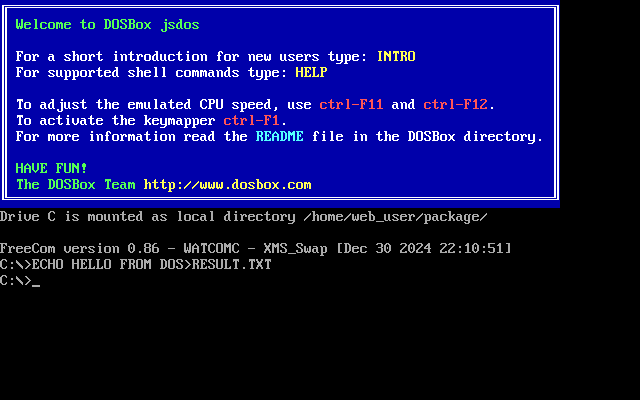 Welcome to DOSBox jsdos
For a short introduction for new users type: INTRO
For supported shell commands type: HELP
To adjust the emulated CPU speed, use ctrl-F11 and ctrl-F12.
To activate the keymapper ctrl-F1.
For more information read the README file in the DOSBox directory.
HAVE FUN!
The DOSBox Team http://www.dosbox.com
Drive C is mounted as local directory /home/web_user/package/
FreeCom version 0.86 - WATCOMC - XMS_Swap [Dec 30 2024 22:10:51]
C:\>ECHO HELLO FROM DOS>RESULT.TXT
C:\>_